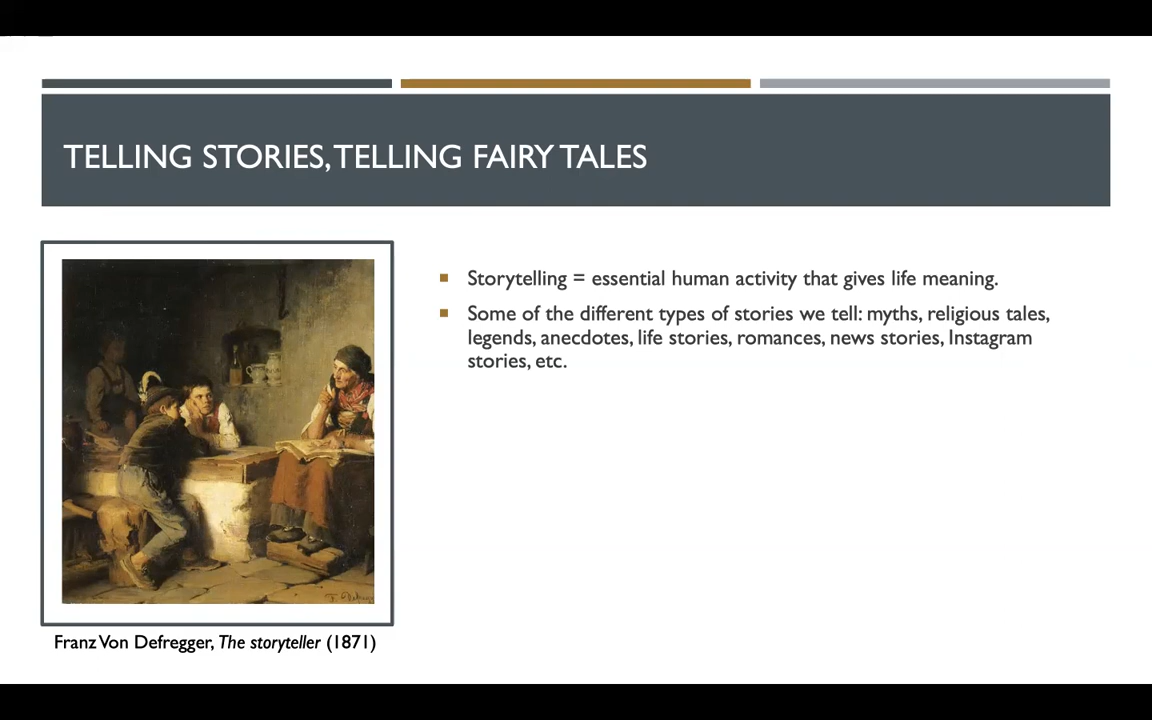 TELLING STORIES, TELLING FAIRY TALES
Storytelling = essential human activity that gives life meaning.
Some of the different types of stories we tell: myths, religious tales,
legends, anecdotes, life stories, romances, news stories, Instagram
stories, etc.
Franz Von Defregger, The storyteller (1871)